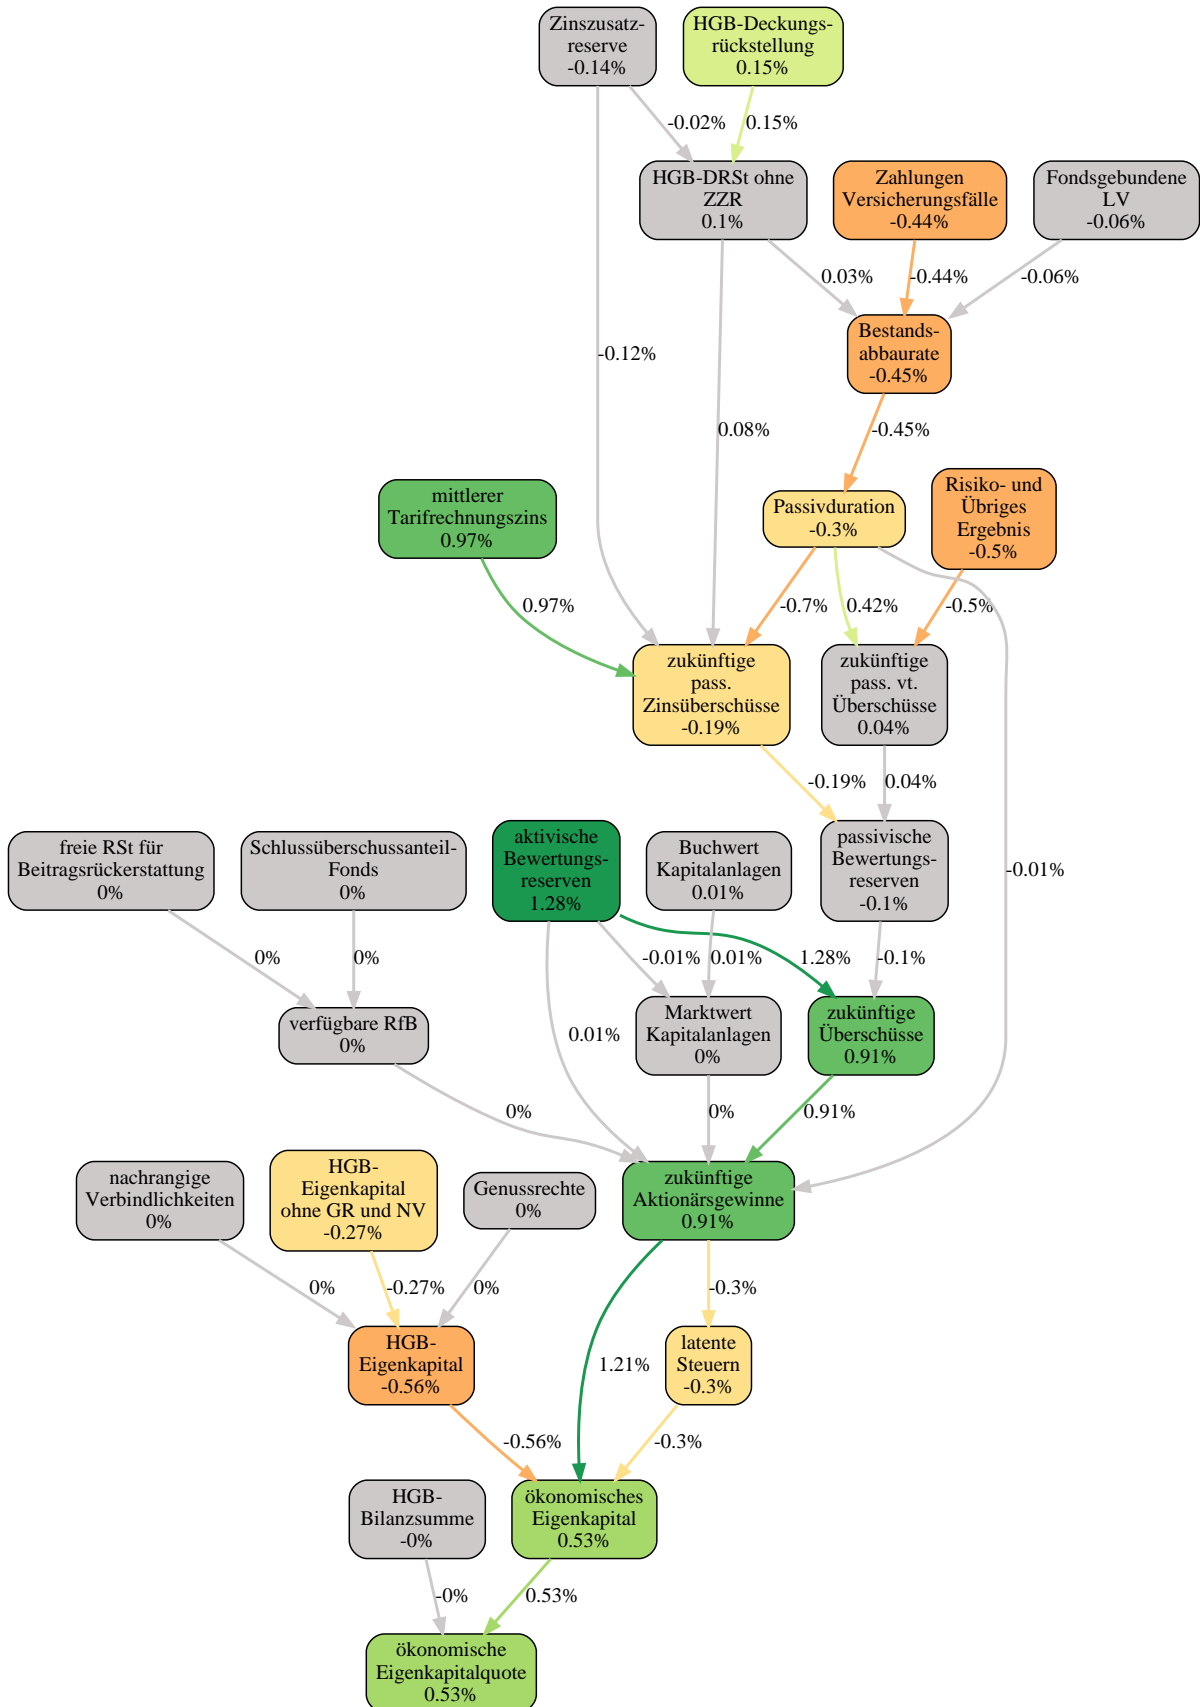 Zinszusatz-
reserve
-0.14%
HGB-Deckungs-
rückstellung
0.15%
-0.02%
0.15%
HGB-DRSt ohne
ZZR
0.1%
Zahlungen
Versicherungsfälle
-0.44%
Fondsgebundene
LV
-0.06%
0.03%
-0.44%
-0.06%
Bestands-
abbaurate
-0.45%
-0.12%
0.08%
-0.45%
mittlerer
Tarifrechnungszins
0.97%
Passivduration
-0.3%
Risiko- und
Übriges
Ergebnis
-0.5%
0.97%
-0.7%
0.42%
-0.5%
zukünftige
pass.
Zinsüberschüsse
-0.19%
zukünftige
pass. vt.
Überschüsse
0.04%
-0.19%
0.04%
freie RSt für
Beitragsrückerstattung
0%
Schlussüberschussanteil-
Fonds
0%
aktivische
Bewertungs-
reserven
1.28%
Buchwert
Kapitalanlagen
0.01%
passivische
Bewertungs-
reserven
-0.1%
-0.01%
0%
0%
-0.01%
0.01%
1.28%
-0.1%
verfügbare RfB
0%
0.01%
Marktwert
Kapitalanlagen
0%
zukünftige
Überschüsse
0.91%
0%
0%
0.91%
nachrangige
Verbindlichkeiten
0%
HGB-
Eigenkapital
ohne GR und NV
-0.27%
Genussrechte
0%
zukünftige
Aktionärsgewinne
0.91%
0%
-0.27%
0%
-0.3%
HGB-
Eigenkapital
-0.56%
1.21%
latente
Steuern
-0.3%
-0.56%
-0.3%
HGB-
Bilanzsumme
-0%
ökonomisches
Eigenkapital
0.53%
-0%
0.53%
ökonomische
Eigenkapitalquote
0.53%